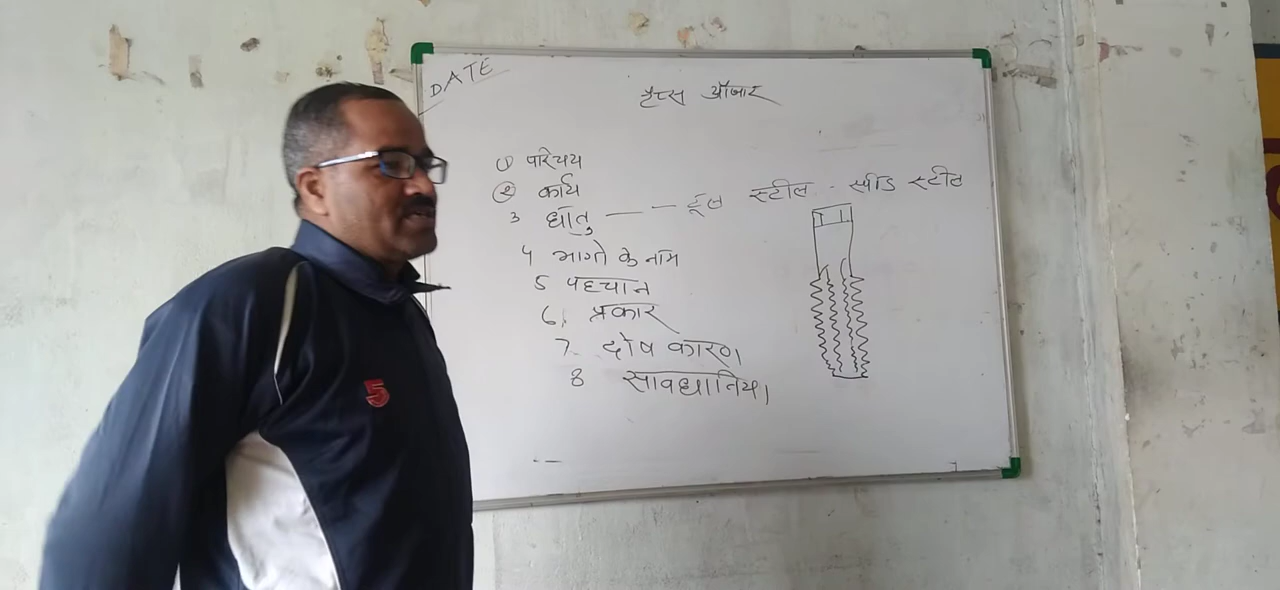 DATE
टैप्स औजार
① परिचय
② कार्य
3 धातु — — टूल स्टील - स्पीड स्टील
4 भागो के नाम
5 पहचान
6, प्रकार
7. दोष कारण
8 सावधानिया
5